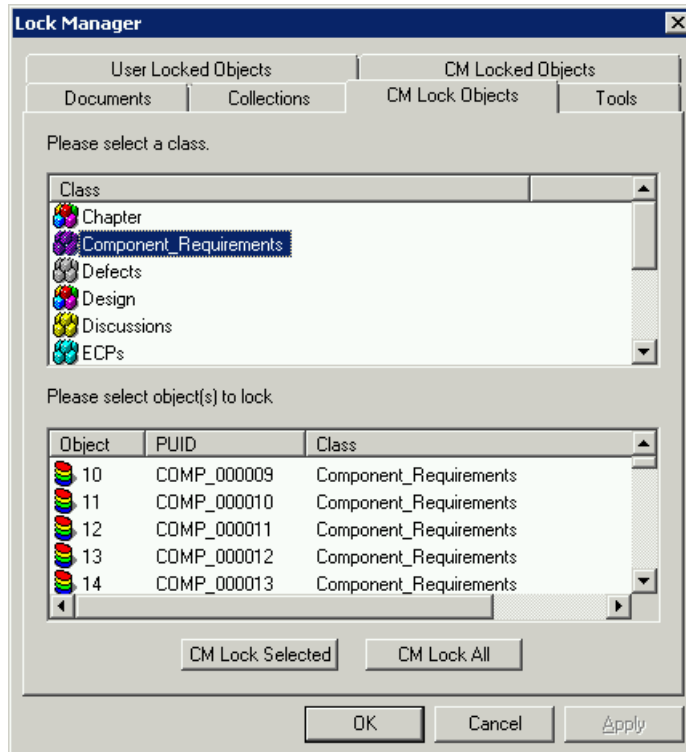 Lock Manager
User Locked Objects CM Locked Objects
Documents Collections CM Lock Objects Tools
Please select a class.
Class
Chapter
Component_Requirements
Defects
Design
Discussions
ECPs
Please select object(s) to lock
Object PUID Class
10 COMP_000009 Component_Requirements
11 COMP_000010 Component_Requirements
12 COMP_000011 Component_Requirements
13 COMP_000012 Component_Requirements
14 COMP_000013 Component_Requirements
CM Lock Selected CM Lock All
OK Cancel Apply